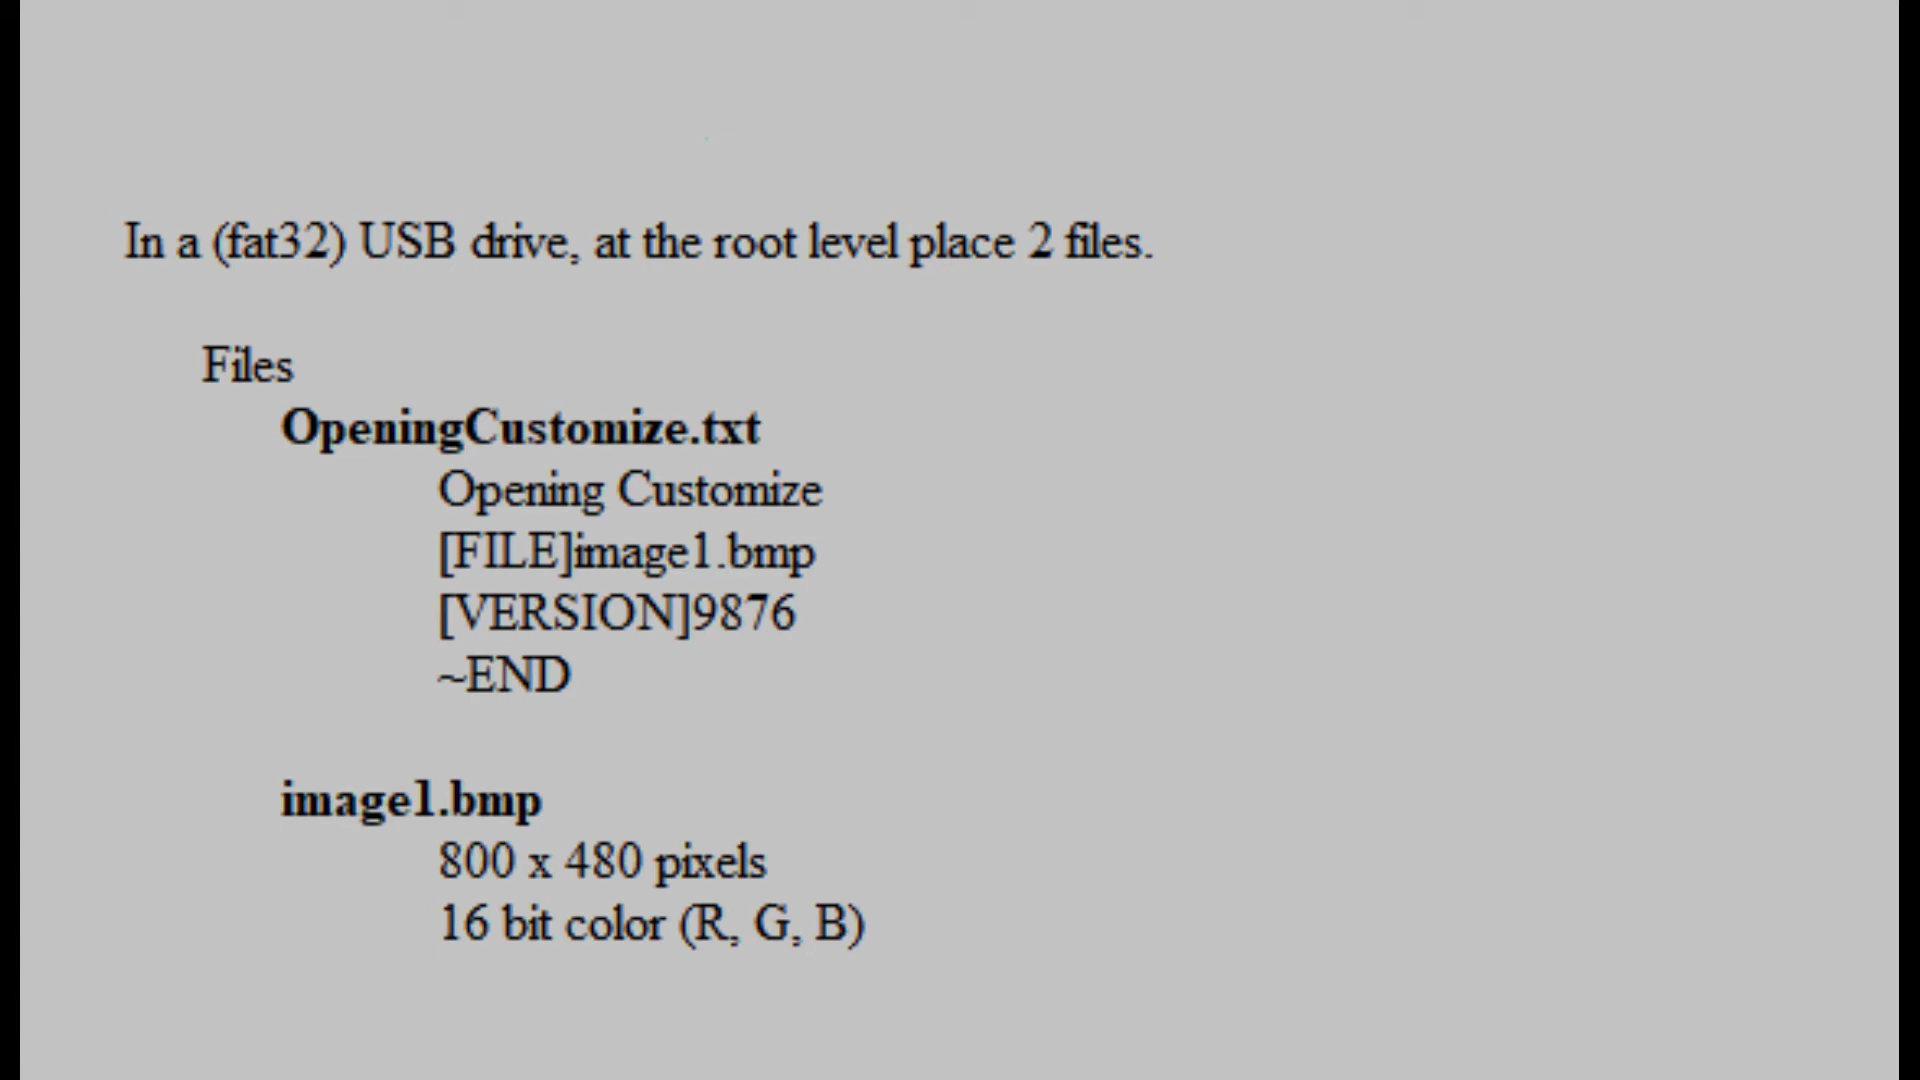 In a (fat32) USB drive, at the root level place 2 files.
Files
OpeningCustomize.txt
Opening Customize
[FILE]image1.bmp
[VERSION]9876
~END
image1.bmp
800 x 480 pixels
16 bit color (R, G, B)